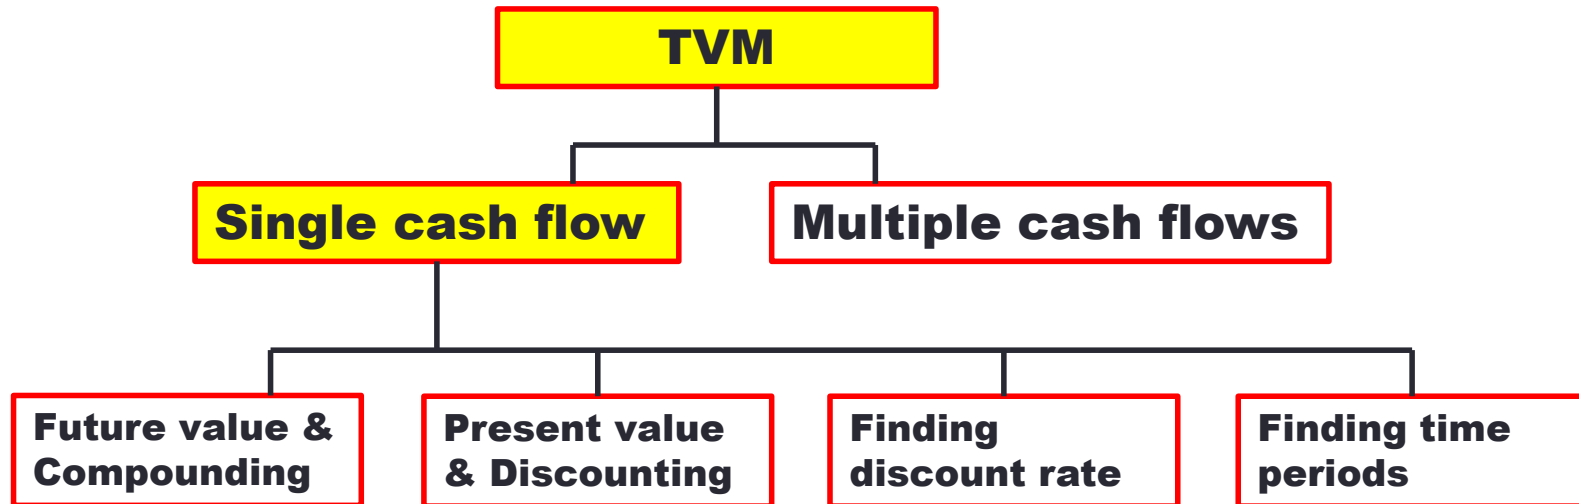 TVM
Single cash flow
Multiple cash flows
Future value &
Compounding
Present value
& Discounting
Finding
discount rate
Finding time
periods